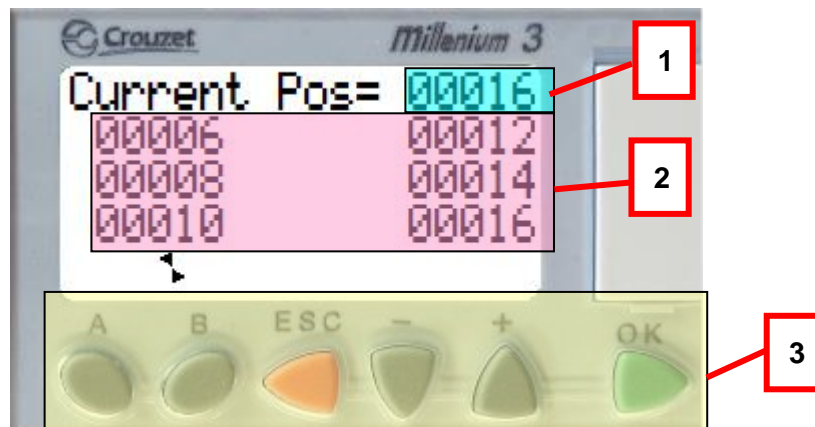 Crouzet Millenium 3
Current Pos= 00016
1
00006 00012
00008 00014
2
00010 00016
A B ESC - + OK
3